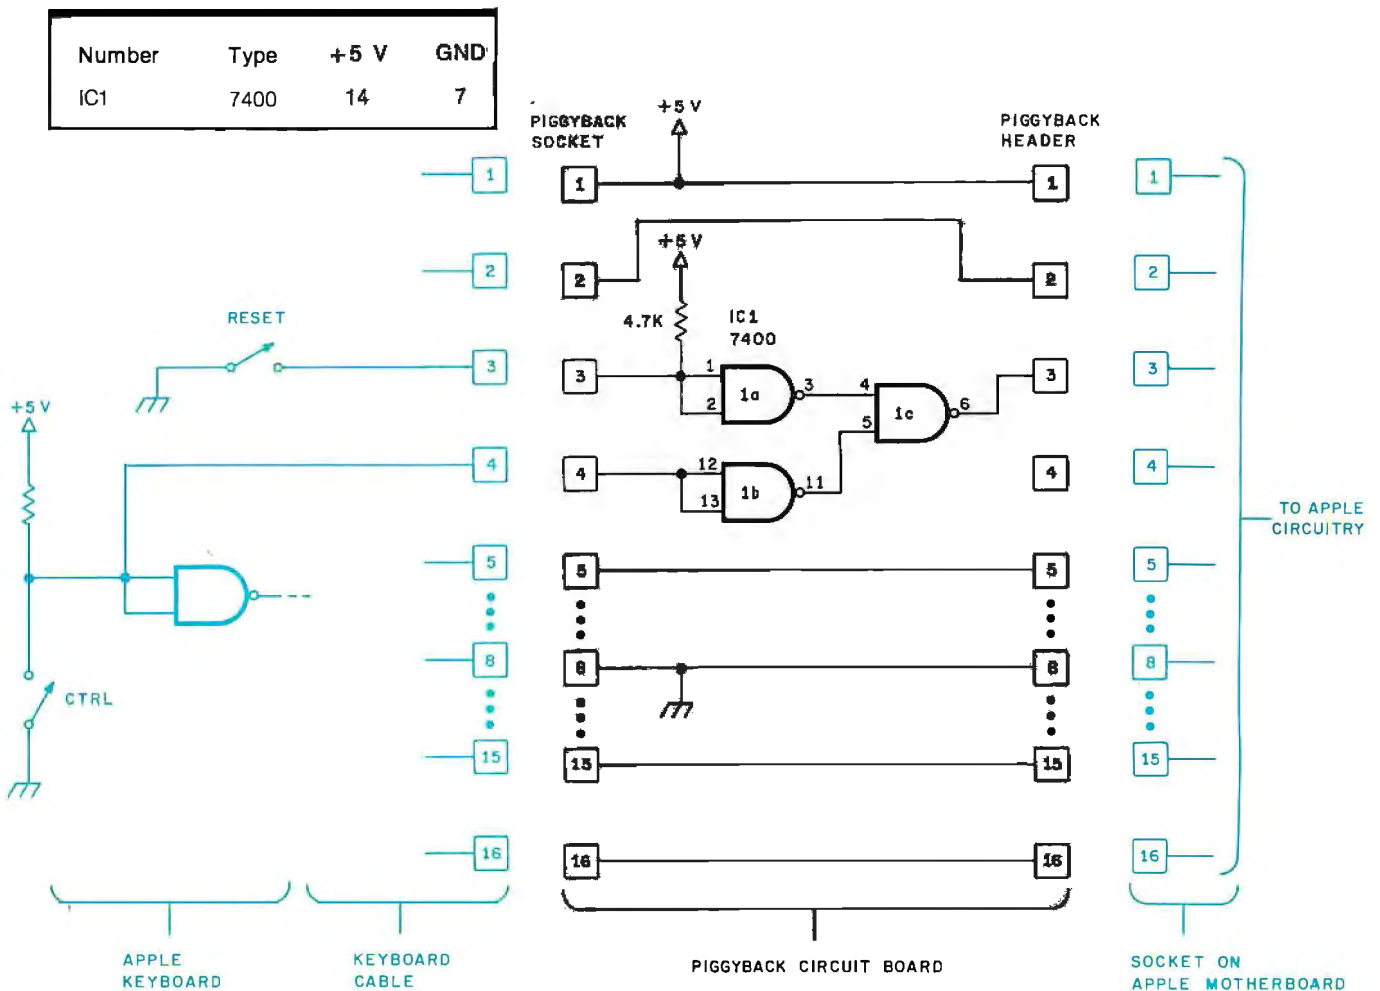 Number Type +5 V GND
IC1 7400 14 7
PIGGYBACK SOCKET
+5 V
PIGGYBACK HEADER
1 1 1 1
+5 V
2 2 2 2
RESET
4.7K
IC1
7400
3 3 1 2 1a 3 4 5 1c 6 3 3
+5 V
4 4 12 13 1b 11 4 4
TO APPLE
CIRCUITRY
5 5 5 5
8 8 8 8
CTRL
15 15 15 15
16 16 16 16
APPLE
KEYBOARD
KEYBOARD
CABLE
PIGGYBACK CIRCUIT BOARD
SOCKET ON
APPLE MOTHERBOARD